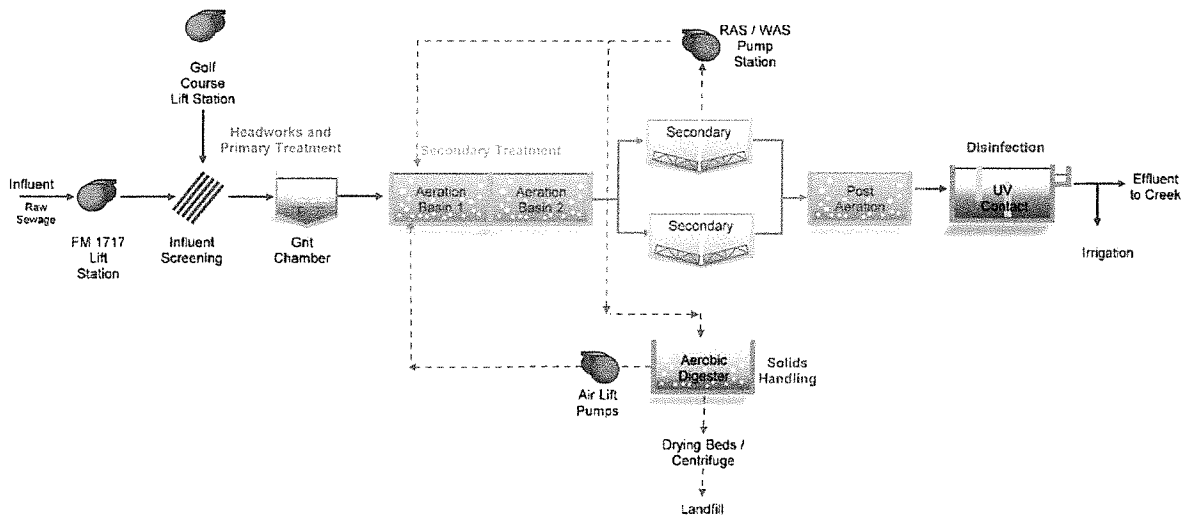 RAS / WAS
Pump
Station
Golf
Course
Lift Station
Headworks and
Primary Treatment
Secondary Treatment
Secondary
Disinfection
Influent
Raw Sewage
Aeration
Basin 1
Aeration
Basin 2
Post
Aeration
UV
Contact
Effluent
to Creek
FM 1717
Lift
Station
Influent
Screening
Grit
Chamber
Secondary
Irrigation
Aerobic
Digester
Solids
Handling
Air Lift
Pumps
Drying Beds /
Centrifuge
Landfill